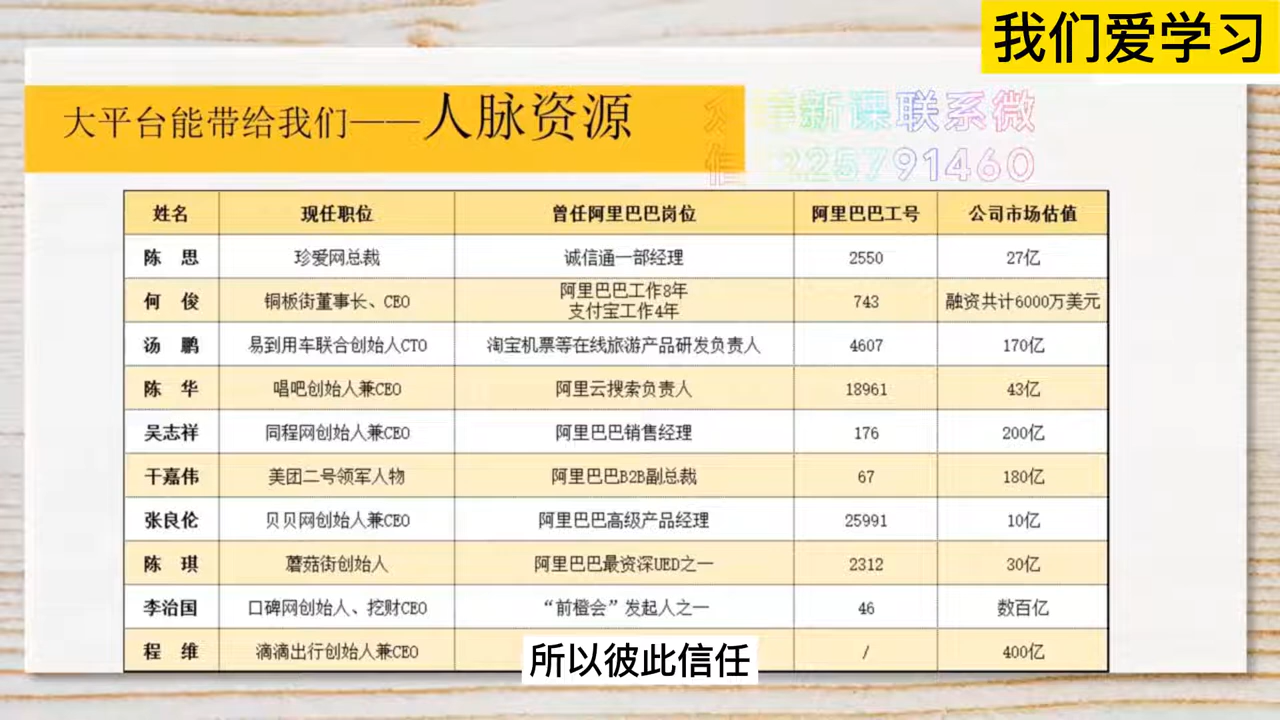 我们爱学习
大平台能带给我们——人脉资源
新课联系微
225791460
姓名 现任职位 曾任阿里巴巴岗位 阿里巴巴工号 公司市场估值
陈 思 珍爱网总裁 诚信通一部经理 2550 27亿
何 俊 铜板街董事长、CEO 阿里巴巴工作8年 743 融资共计6000万美元
支付宝工作4年
汤 鹏 易到用车联合创始人CTO 淘宝机票等在线旅游产品研发负责人 4607 170亿
陈 华 唱吧创始人兼CEO 阿里云搜索负责人 18961 43亿
吴志祥 同程网创始人兼CEO 阿里巴巴销售经理 176 200亿
干嘉伟 美团二号领军人物 阿里巴巴B2B副总裁 67 180亿
张良伦 贝贝网创始人兼CEO 阿里巴巴高级产品经理 25991 10亿
陈 琪 蘑菇街创始人 阿里巴巴最资深UED之一 2312 30亿
李治国 口碑网创始人、挖财CEO “前橙会”发起人之一 46 数百亿
程 维 滴滴出行创始人兼CEO / 400亿
所以彼此信任